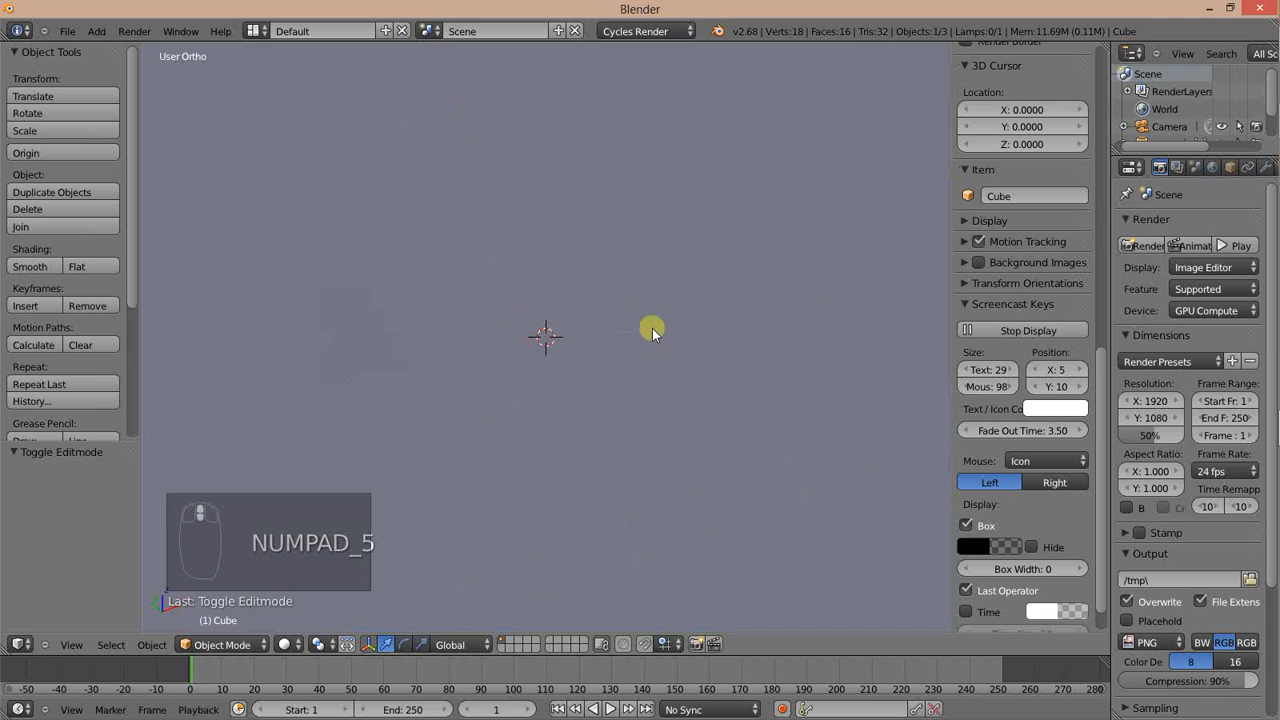 Blender
File Add Render Window Help Default Scene Cycles Render v2.68 | Verts:18 | Faces:16 | Tris:32 | Objects:1/3 | Lamps:0/1 | Mem:11.69M (0.11M) | Cube
Object Tools
Transform:
Translate
Rotate
Scale
Origin
Object:
Duplicate Objects
Delete
Join
Shading:
Smooth Flat
Keyframes:
Insert Remove
Motion Paths:
Calculate Clear
Repeat:
Repeat Last
History...
Grease Pencil:
Toggle Editmode
User Ortho
NUMPAD_5
Last: Toggle Editmode
(1) Cube
3D Cursor
Location:
X: 0.0000
Y: 0.0000
Z: 0.0000
Item
Cube
Display
Motion Tracking
Background Images
Transform Orientations
Screencast Keys
Stop Display
Size: Position:
Text: 29 X: 5
Mous: 98 Y: 10
Text / Icon Co
Fade Out Time: 3.50
Mouse: Icon
Left Right
Display:
Box
Hide
Box Width: 0
Last Operator
Time
View Search All Sc
Scene
RenderLayers
World
Camera
Scene
Render
Render Animat Play
Display: Image Editor
Feature Supported
Device: GPU Compute
Dimensions
Render Presets
Resolution: Frame Range:
X: 1920 Start Fr: 1
Y: 1080 End F: 250
50% Frame : 1
Aspect Ratio: Frame Rate:
X: 1.000 24 fps
Y: 1.000 Time Remapp
B Cr 10 10
Stamp
Output
/tmp\
Overwrite File Extens
Placehold
PNG BW RGB RGB
Color De 8 16
Compression: 90%
Sampling
View Select Object Object Mode Global
-50 -40 -30 -20 -10 0 10 20 30 40 50 60 70 80 90 100 110 120 130 140 150 160 170 180 190 200 210 220 230 240 250 260 270 280
View Marker Frame Playback Start: 1 End: 250 1 No Sync